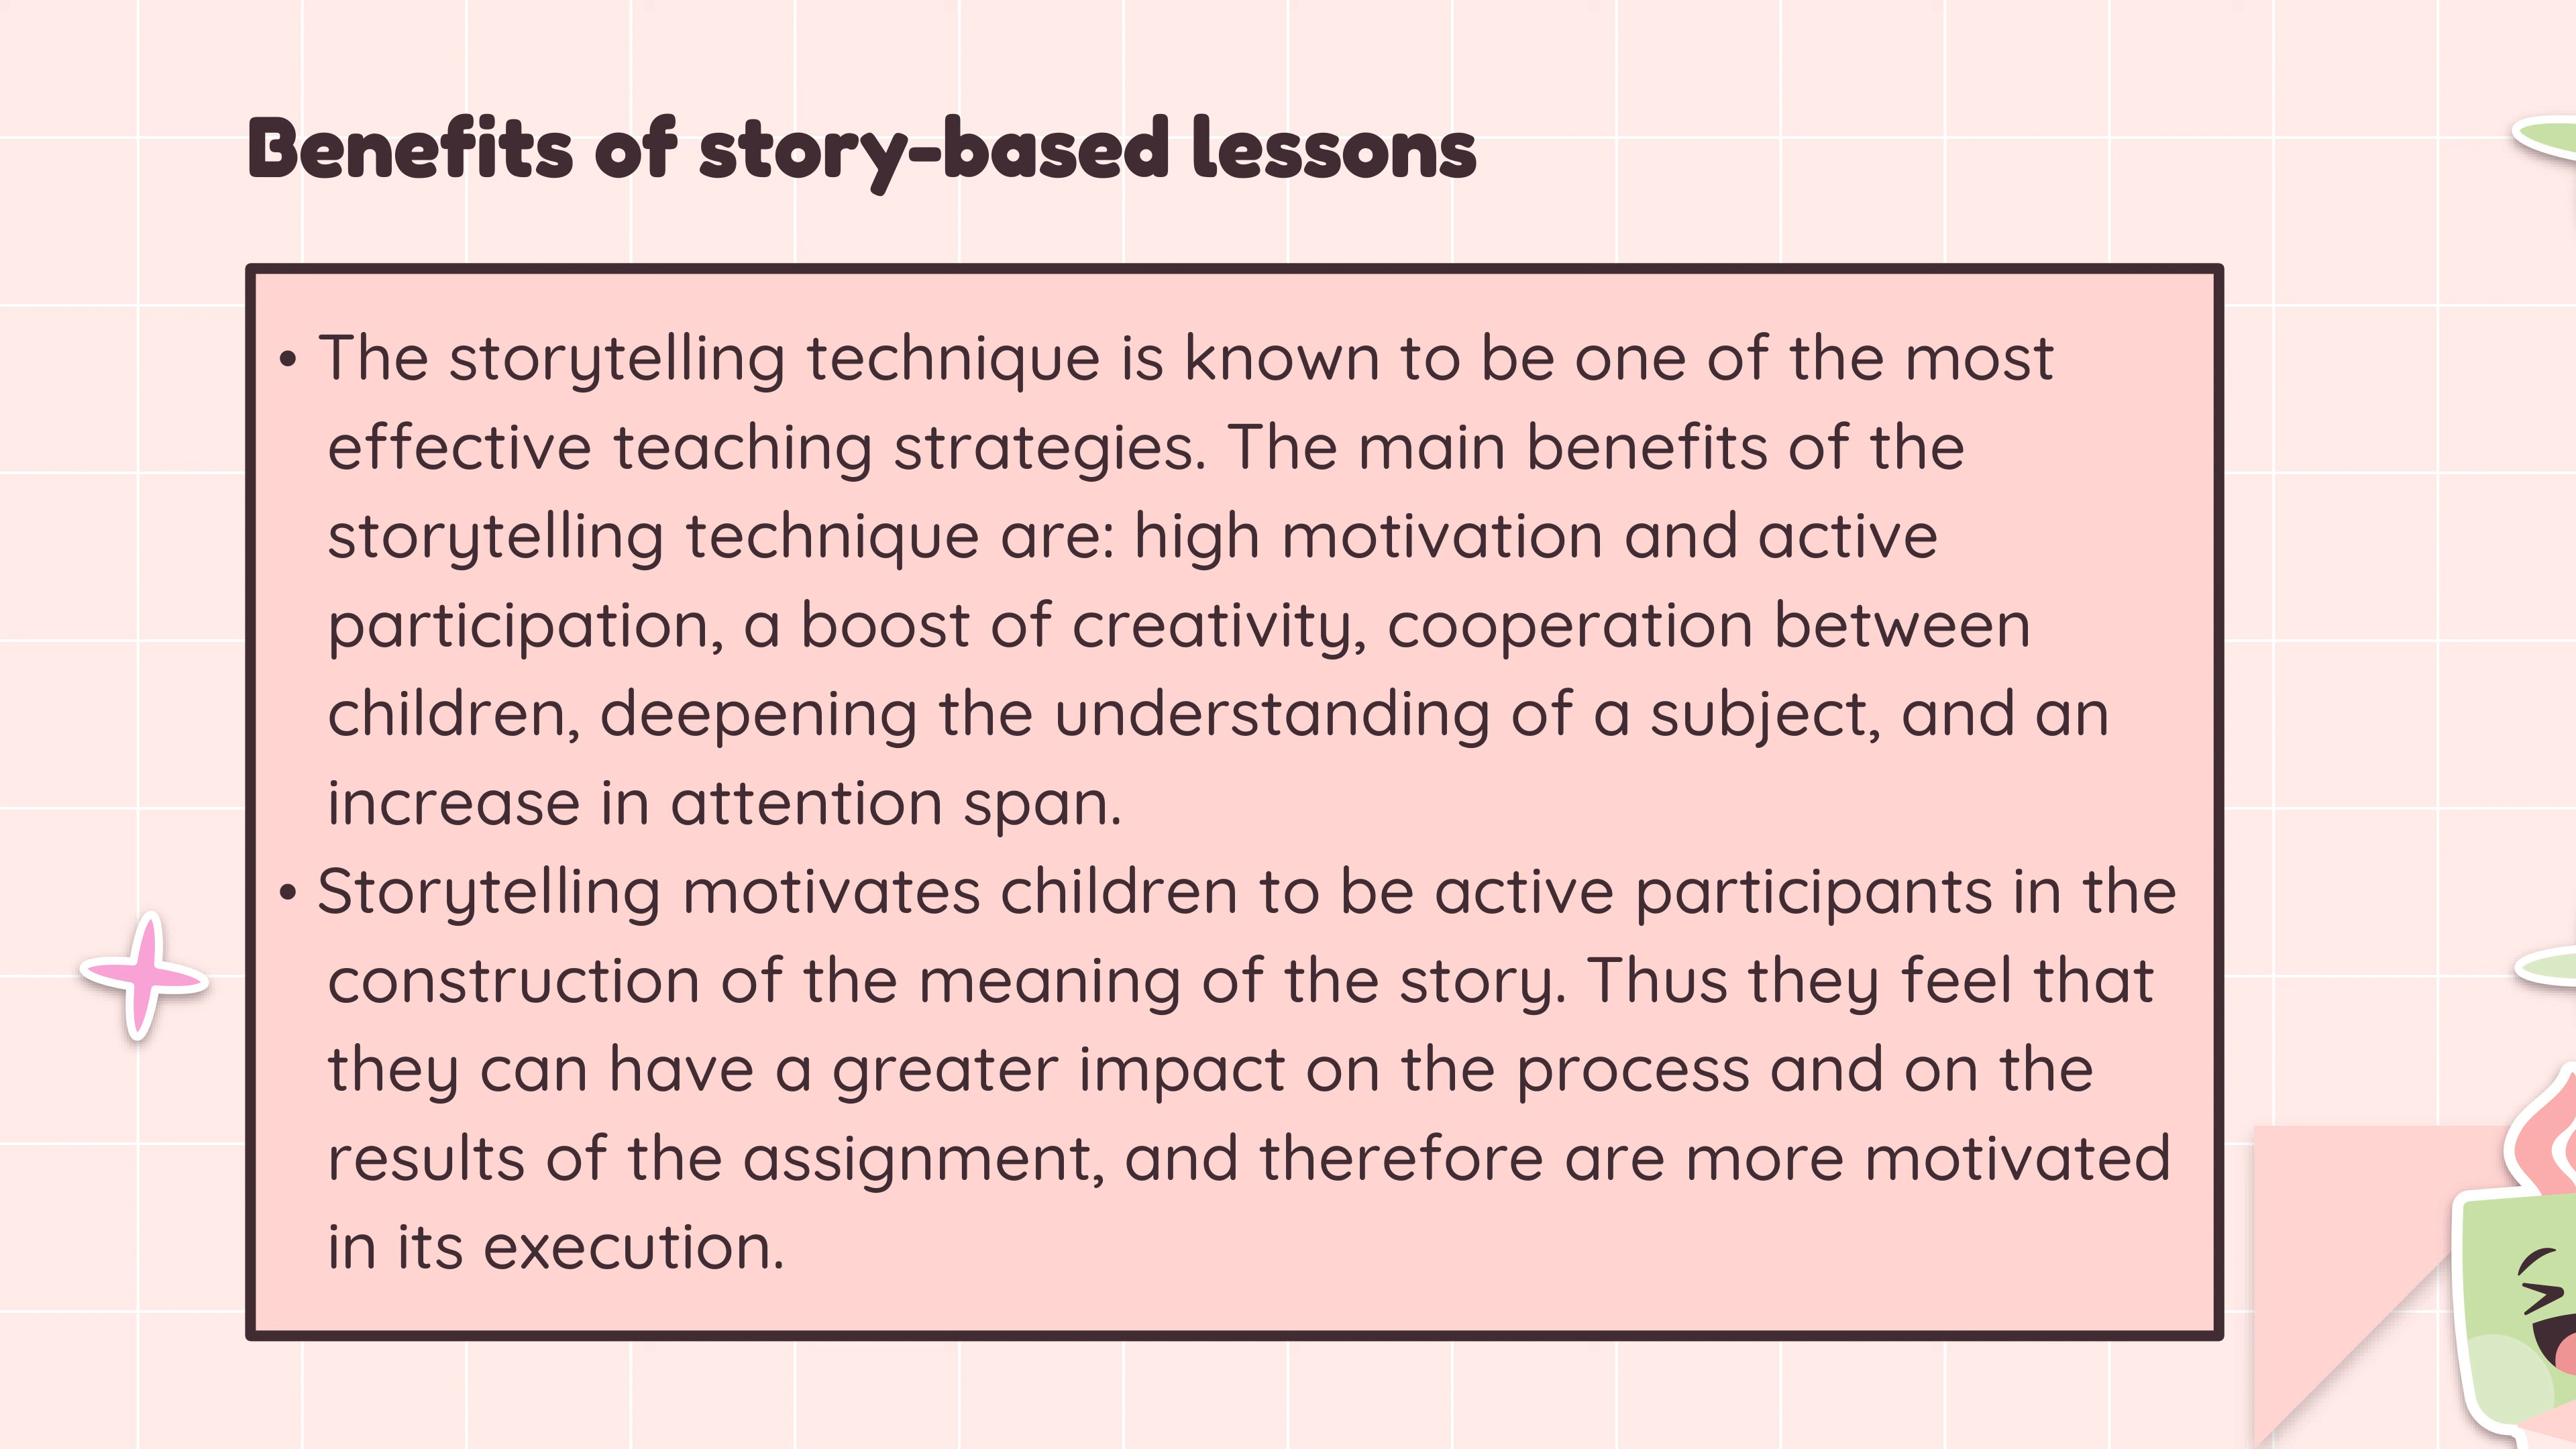 Benefits of story-based lessons
• The storytelling technique is known to be one of the most
effective teaching strategies. The main benefits of the
storytelling technique are: high motivation and active
participation, a boost of creativity, cooperation between
children, deepening the understanding of a subject, and an
increase in attention span.
• Storytelling motivates children to be active participants in the
construction of the meaning of the story. Thus they feel that
they can have a greater impact on the process and on the
results of the assignment, and therefore are more motivated
in its execution.